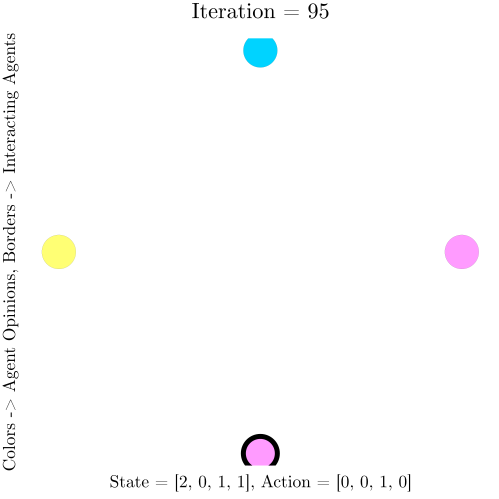 Iteration = 95
Colors -> Agent Opinions, Borders -> Interacting Agents
State = [2, 0, 1, 1], Action = [0, 0, 1, 0]